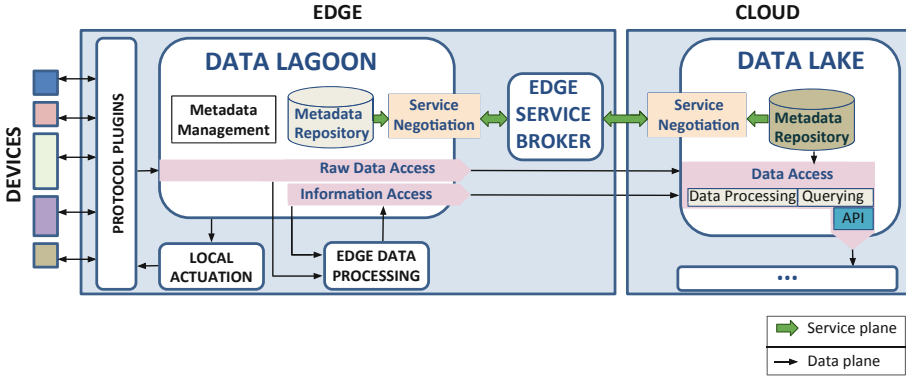 EDGE
CLOUD
DEVICES
PROTOCOL PLUGINS
DATA LAGOON
Metadata
Management
Metadata
Repository
Service
Negotiation
EDGE
SERVICE
BROKER
DATA LAKE
Service
Negotiation
Metadata
Repository
Raw Data Access
Information Access
Data Access
Data Processing
Querying
API
LOCAL
ACTUATION
EDGE DATA
PROCESSING
...
Service plane
Data plane